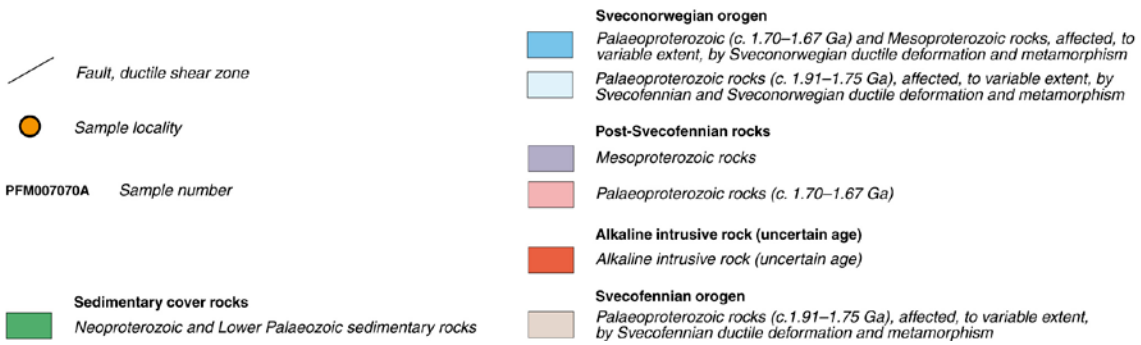 Fault, ductile shear zone
Sample locality
PFM007070A Sample number
Sedimentary cover rocks
Neoproterozoic and Lower Palaeozoic sedimentary rocks
Sveconorwegian orogen
Palaeoproterozoic (c. 1.70–1.67 Ga) and Mesoproterozoic rocks, affected, to
variable extent, by Sveconorwegian ductile deformation and metamorphism
Palaeoproterozoic rocks (c. 1.91–1.75 Ga), affected, to variable extent, by
Svecofennian and Sveconorwegian ductile deformation and metamorphism
Post-Svecofennian rocks
Mesoproterozoic rocks
Palaeoproterozoic rocks (c. 1.70–1.67 Ga)
Alkaline intrusive rock (uncertain age)
Alkaline intrusive rock (uncertain age)
Svecofennian orogen
Palaeoproterozoic rocks (c.1.91–1.75 Ga), affected, to variable extent,
by Svecofennian ductile deformation and metamorphism